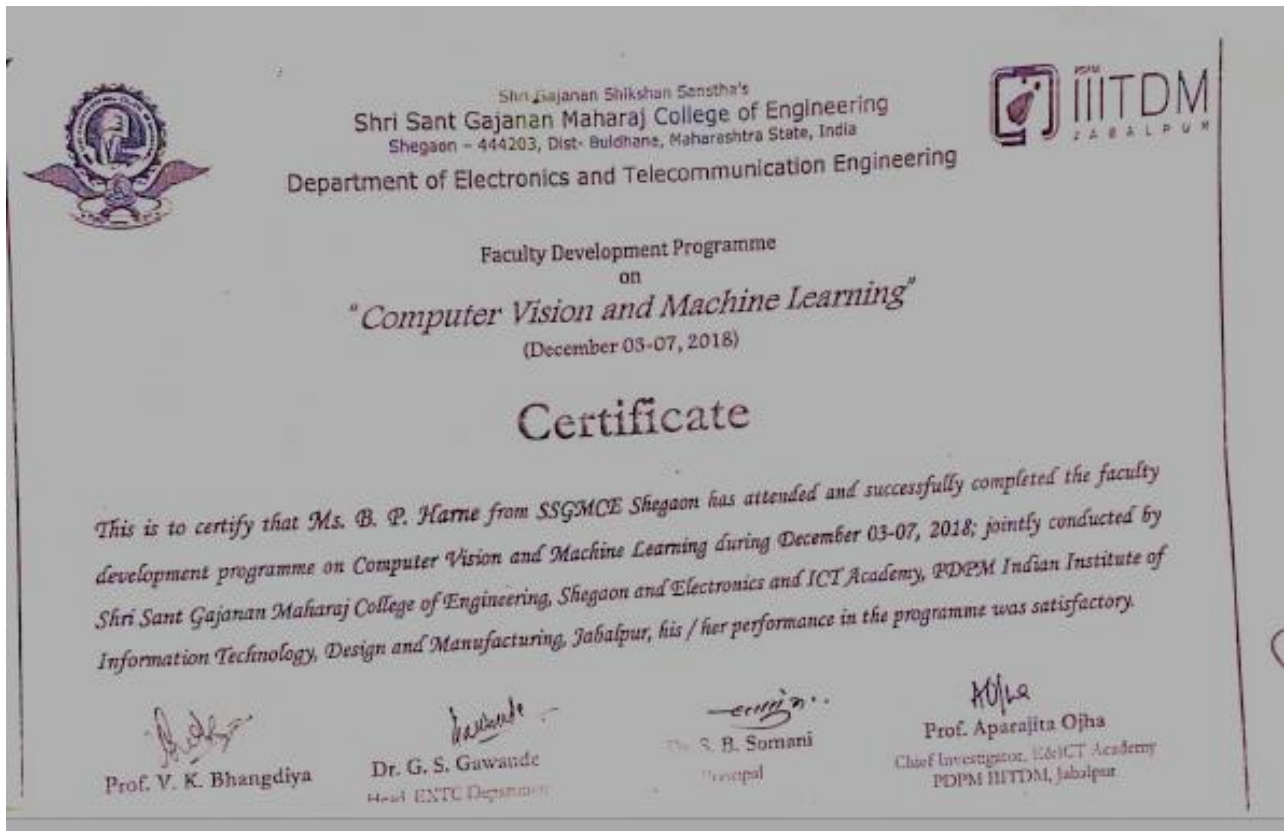 Shri Gajanan Shikshan Sanstha's
Shri Sant Gajanan Maharaj College of Engineering
Shegaon – 444203, Dist- Buldhana, Maharashtra State, India
Department of Electronics and Telecommunication Engineering
PDPM
IIITDM
JABALPUR
Faculty Development Programme
on
"Computer Vision and Machine Learning"
(December 03-07, 2018)
Certificate
This is to certify that Ms. B. P. Harne from SSGMCE Shegaon has attended and successfully completed the faculty
development programme on Computer Vision and Machine Learning during December 03-07, 2018; jointly conducted by
Shri Sant Gajanan Maharaj College of Engineering, Shegaon and Electronics and ICT Academy, PDPM Indian Institute of
Information Technology, Design and Manufacturing, Jabalpur, his / her performance in the programme was satisfactory.
Prof. V. K. Bhangdiya
Dr. G. S. Gawande
Head EXTC Department
Dr. S. B. Somani
Principal
Prof. Aparajita Ojha
Chief Investigator, E&ICT Academy
PDPM IIITDM, Jabalpur